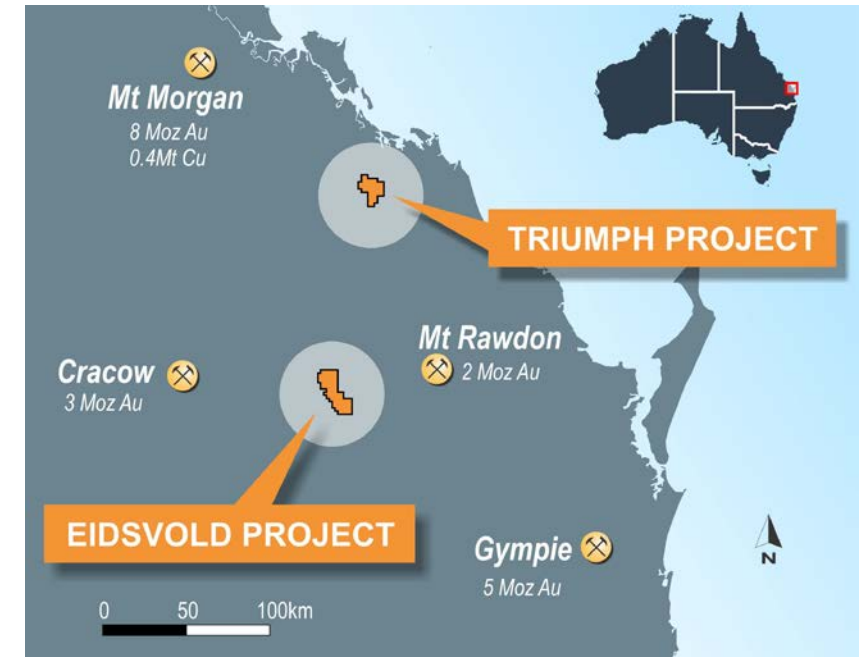 Mt Morgan
8 Moz Au
0.4Mt Cu
TRIUMPH PROJECT
Mt Rawdon
2 Moz Au
Cracow
3 Moz Au
EIDSVOLD PROJECT
Gympie
5 Moz Au
N
0 50 100km